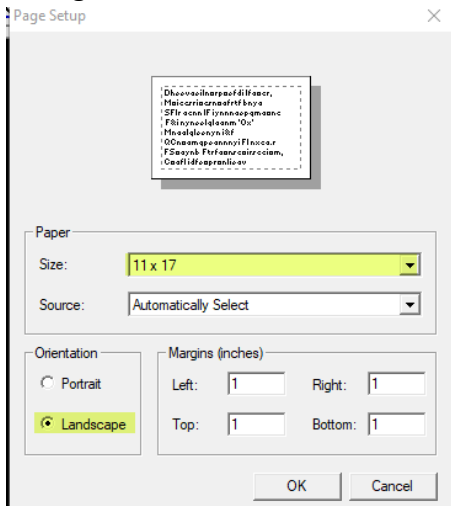 Page Setup
Paper
Size: 11 x 17
Source: Automatically Select
Orientation
Portrait
Landscape
Margins (inches)
Left: 1 Right: 1
Top: 1 Bottom: 1
OK Cancel